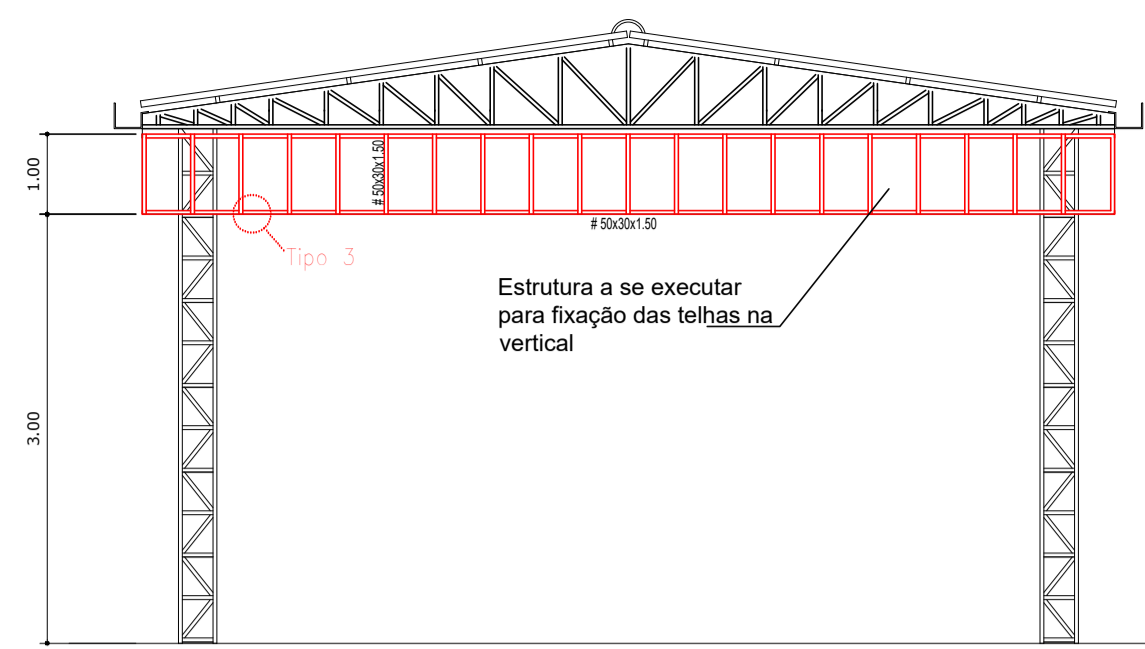 1.00
# 50x30x1.50
# 50x30x1.50
Tipo 3
Estrutura a se executar
para fixação das telhas na
vertical
3.00